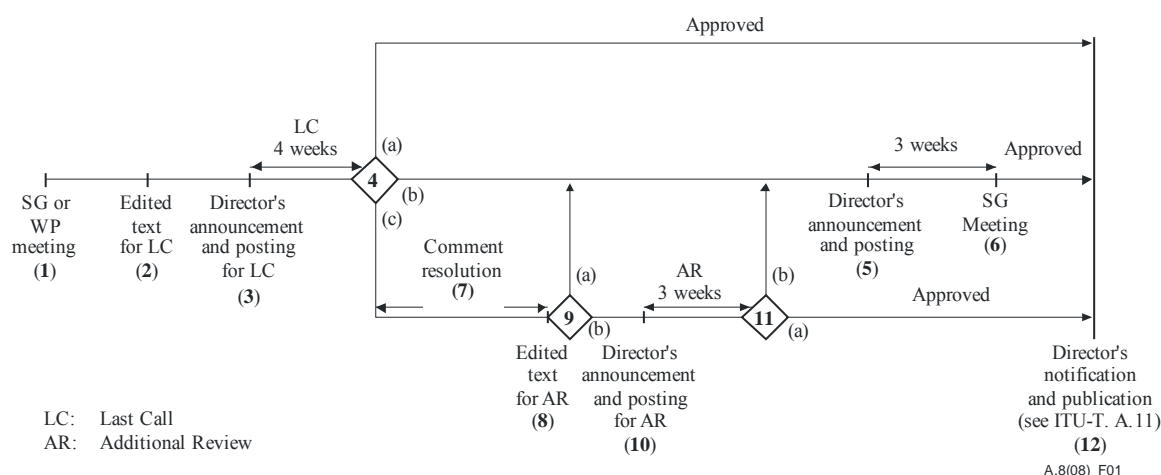 Approved
LC
4 weeks
(a)
3 weeks
Approved
4
(b)
(c)
SG or
WP
meeting
(1)
Edited
text
for LC
(2)
Director's
announcement
and posting
for LC
(3)
Director's
announcement
and posting
(5)
SG
Meeting
(6)
Comment
resolution
(7)
(a)
AR
3 weeks
(b)
Approved
9
(b)
11
(a)
Edited
text
for AR
(8)
Director's
announcement
and posting
for AR
(10)
Director's
notification
and publication
(see ITU-T. A.11)
(12)
LC: Last Call
AR: Additional Review
A.8(08)_F01